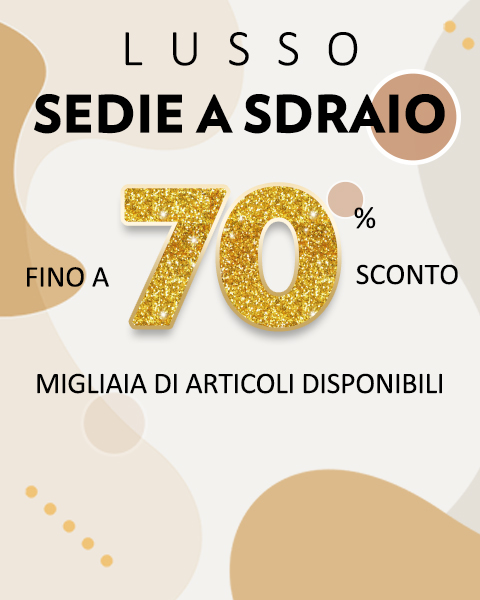 LUSSO
SEDIE A SDRAIO
70
%
FINO A
SCONTO
MIGLIAIA DI ARTICOLI DISPONIBILI